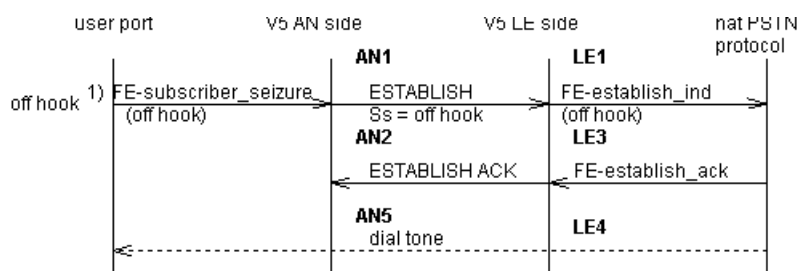 user port V5 AN side V5 LE side nat PSTN
protocol
AN1 LE1
off hook 1) FE-subscriber_seizure ESTABLISH FE-establish_ind
(off hook) Ss = off hook (off hook)
AN2 LE3
ESTABLISH ACK FE-establish_ack
AN5 LE4
dial tone